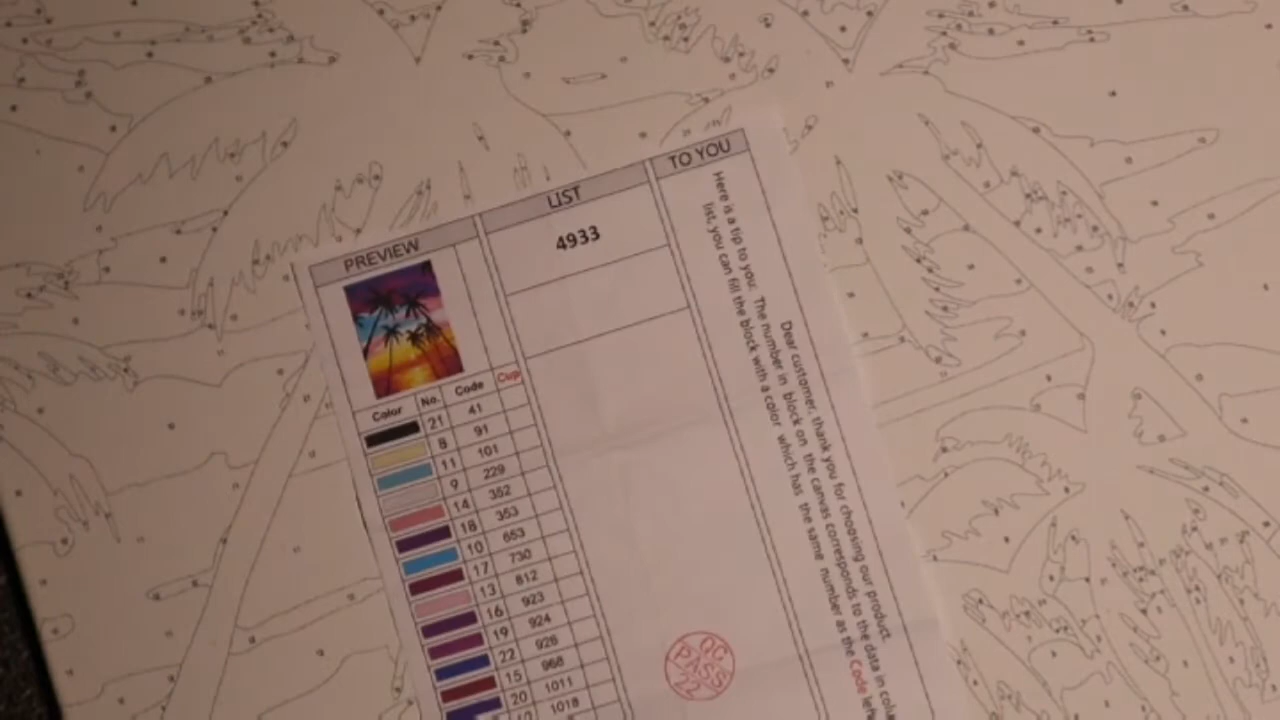 PREVIEW
LIST
TO YOU
4933
Color No. Code Cup
21 41
8 91
11 101
9 229
14 352
18 353
10 653
17 730
13 812
16 923
19 924
22 926
15 968
20 1011
1018
QC
PASS
72
Dear customer, thank you for choosing our product
Here is a tip to you: The number in block on the canvas corresponds to the data in
list, you can fill the block with a color which has the same number as the Code